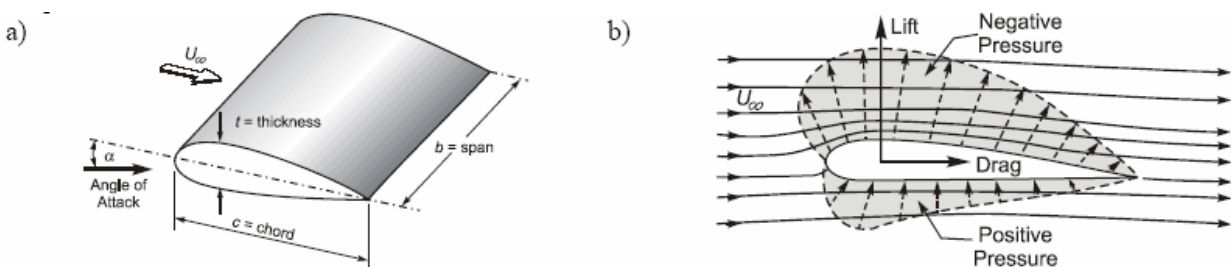 a)
U∞
t = thickness
b = span
α
Angle of
Attack
c = chord
b)
Lift
Negative
Pressure
U∞
Drag
Positive
Pressure